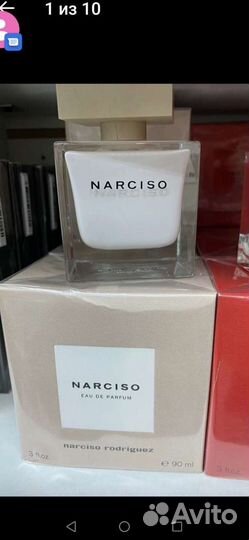 1 из 10
NARCISO
NARCISO
EAU DE PARFUM
narciso rodriguez
3 fl.oz.
℮ 90 ml
Avito